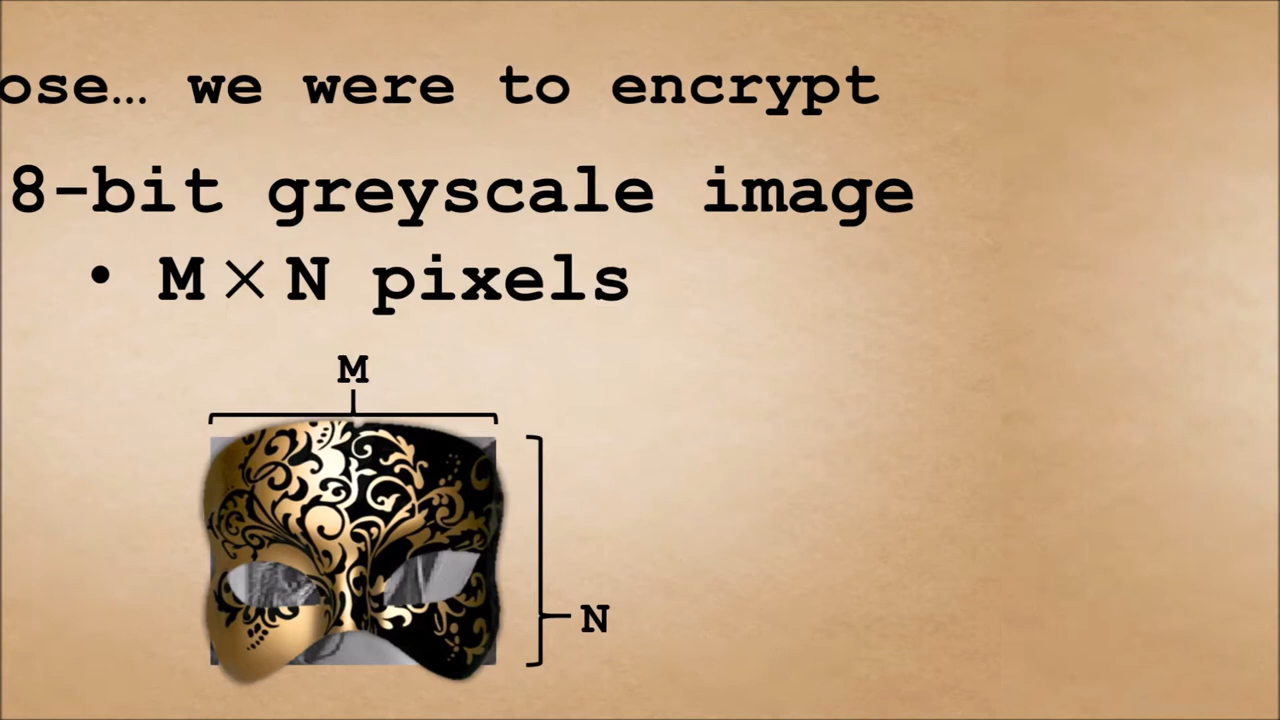 ose… we were to encrypt
8-bit greyscale image
• M×N pixels
M
N